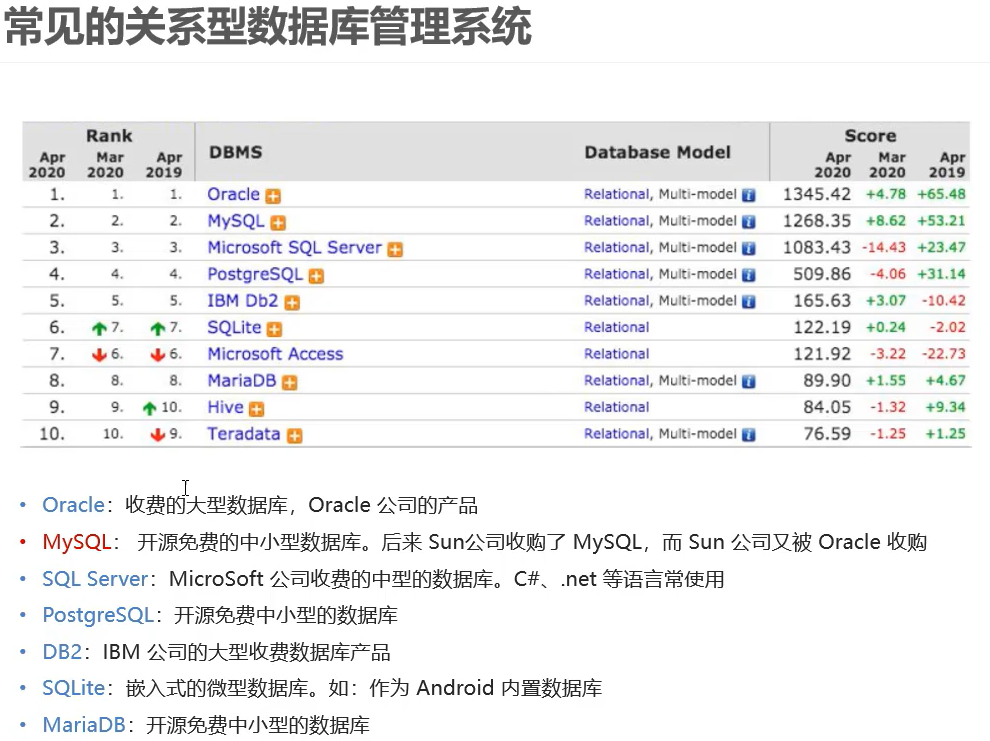 常见的关系型数据库管理系统
Rank Score
Apr 2020 Mar 2020 Apr 2019 DBMS Database Model Apr 2020 Mar 2020 Apr 2019
1. 1. 1. Oracle Relational, Multi-model 1345.42 +4.78 +65.48
2. 2. 2. MySQL Relational, Multi-model 1268.35 +8.62 +53.21
3. 3. 3. Microsoft SQL Server Relational, Multi-model 1083.43 -14.43 +23.47
4. 4. 4. PostgreSQL Relational, Multi-model 509.86 -4.06 +31.14
5. 5. 5. IBM Db2 Relational, Multi-model 165.63 +3.07 -10.42
6. 7. 7. SQLite Relational 122.19 +0.24 -2.02
7. 6. 6. Microsoft Access Relational 121.92 -3.22 -22.73
8. 8. 8. MariaDB Relational, Multi-model 89.90 +1.55 +4.67
9. 9. 10. Hive Relational 84.05 -1.32 +9.34
10. 10. 9. Teradata Relational, Multi-model 76.59 -1.25 +1.25
• Oracle：收费的大型数据库，Oracle 公司的产品
• MySQL： 开源免费的中小型数据库。后来 Sun公司收购了 MySQL，而 Sun 公司又被 Oracle 收购
• SQL Server：MicroSoft 公司收费的中型的数据库。C#、.net 等语言常使用
• PostgreSQL：开源免费中小型的数据库
• DB2：IBM 公司的大型收费数据库产品
• SQLite：嵌入式的微型数据库。如：作为 Android 内置数据库
• MariaDB：开源免费中小型的数据库